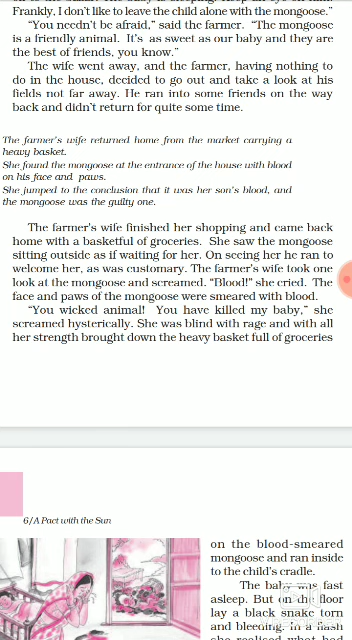 Frankly, I don't like to leave the child alone with the mongoose."
"You needn't be afraid," said the farmer. "The mongoose
is a friendly animal. It's as sweet as our baby and they are
the best of friends, you know."
The wife went away, and the farmer, having nothing to
do in the house, decided to go out and take a look at his
fields not far away. He ran into some friends on the way
back and didn't return for quite some time.
The farmer's wife returned home from the market carrying a
heavy basket.
She found the mongoose at the entrance of the house with blood
on his face and paws.
She jumped to the conclusion that it was her son's blood, and
the mongoose was the guilty one.
The farmer's wife finished her shopping and came back
home with a basketful of groceries. She saw the mongoose
sitting outside as if waiting for her. On seeing her he ran to
welcome her, as was customary. The farmer's wife took one
look at the mongoose and screamed. "Blood!" she cried. The
face and paws of the mongoose were smeared with blood.
"You wicked animal! You have killed my baby," she
screamed hysterically. She was blind with rage and with all
her strength brought down the heavy basket full of groceries
6/A Pact with the Sun
on the blood-smeared
mongoose and ran inside
to the child's cradle.
The baby was fast
asleep. But on the floor
lay a black snake torn
and bleeding. In a flash
she realised what had